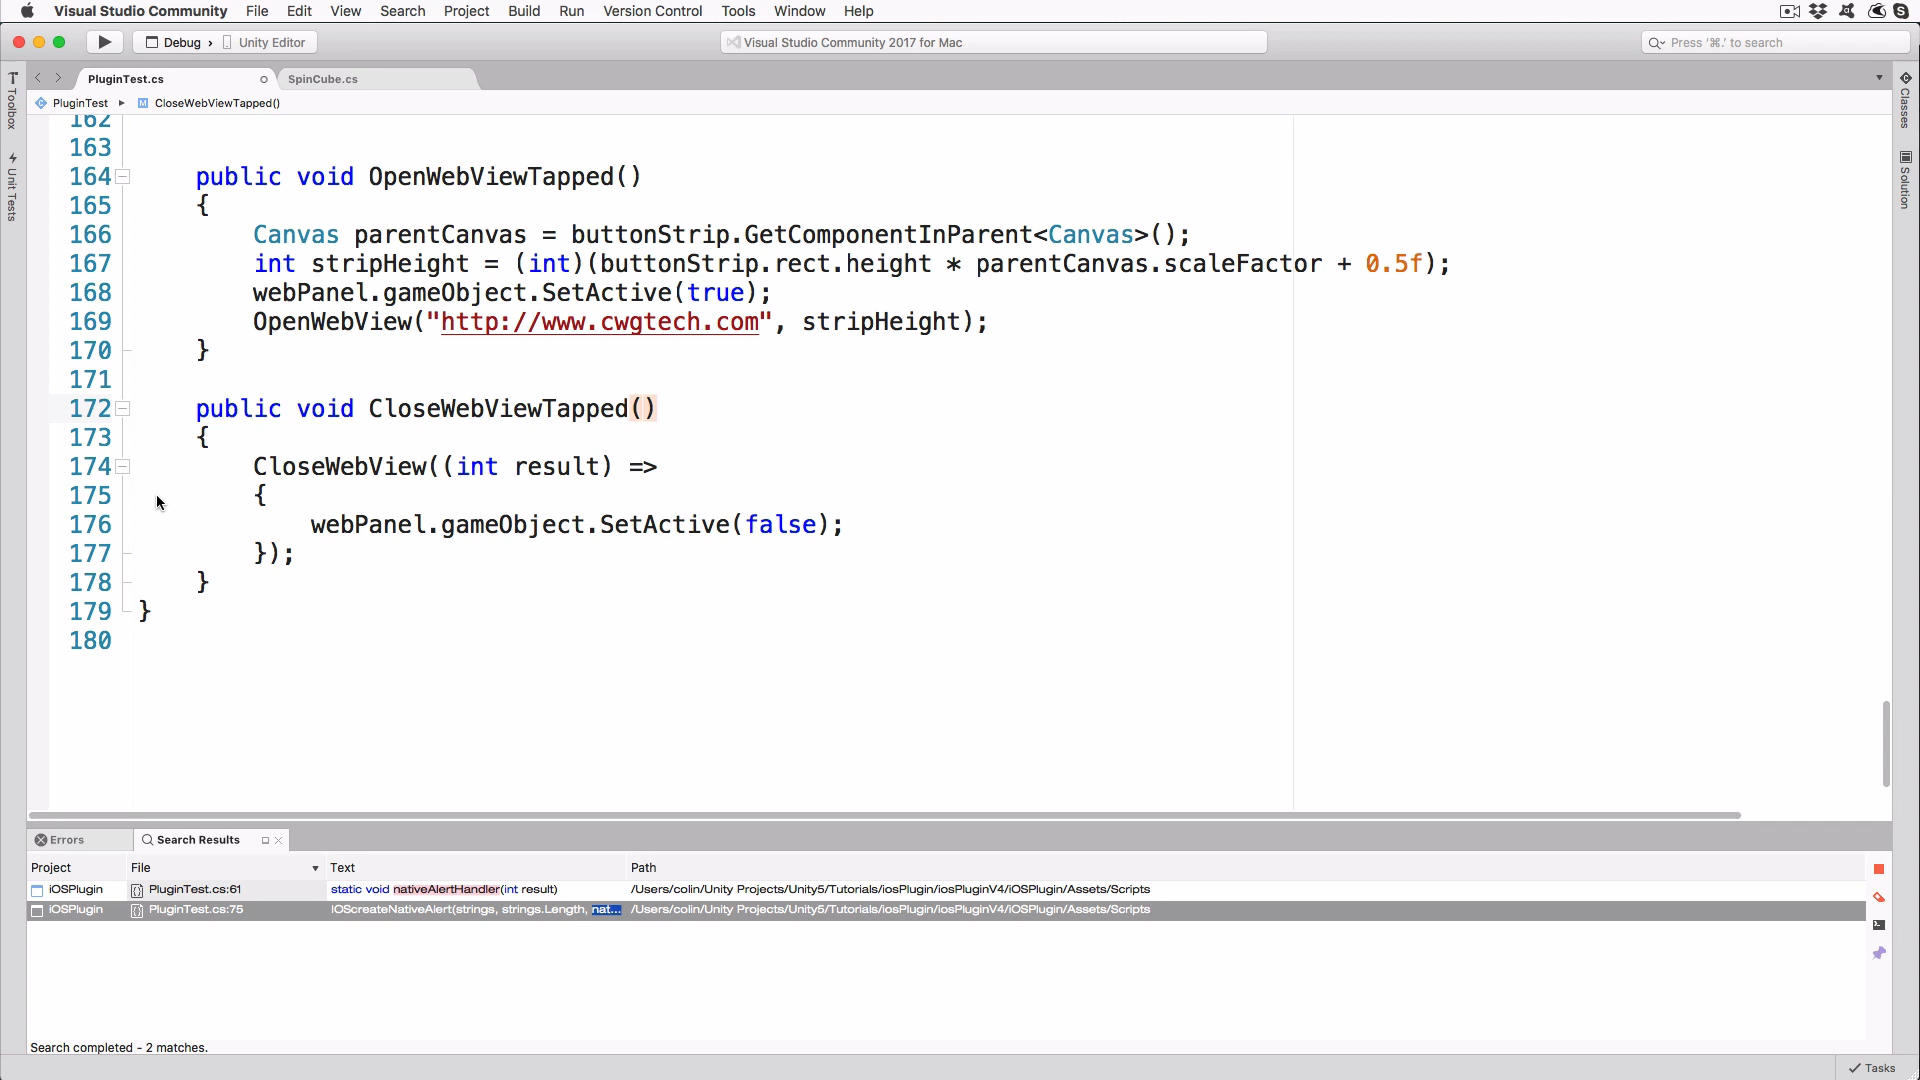 Visual Studio Community File Edit View Search Project Build Run Version Control Tools Window Help
Debug › Unity Editor Visual Studio Community 2017 for Mac Press '⌘.' to search
PluginTest.cs SpinCube.cs
PluginTest ▸ M CloseWebViewTapped()
Toolbox
Unit Tests
Classes
Solution
162
163
164 public void OpenWebViewTapped()
165 {
166 Canvas parentCanvas = buttonStrip.GetComponentInParent<Canvas>();
167 int stripHeight = (int)(buttonStrip.rect.height * parentCanvas.scaleFactor + 0.5f);
168 webPanel.gameObject.SetActive(true);
169 OpenWebView("http://www.cwgtech.com", stripHeight);
170 }
171
172 public void CloseWebViewTapped()
173 {
174 CloseWebView((int result) =>
175 {
176 webPanel.gameObject.SetActive(false);
177 });
178 }
179 }
180
Errors Search Results
Project File Text Path
iOSPlugin PluginTest.cs:61 static void nativeAlertHandler(int result) /Users/colin/Unity Projects/Unity5/Tutorials/iosPlugin/iosPluginV4/iOSPlugin/Assets/Scripts
iOSPlugin PluginTest.cs:75 IOScreateNativeAlert(strings, strings.Length, nat... /Users/colin/Unity Projects/Unity5/Tutorials/iosPlugin/iosPluginV4/iOSPlugin/Assets/Scripts
Search completed - 2 matches.
Tasks